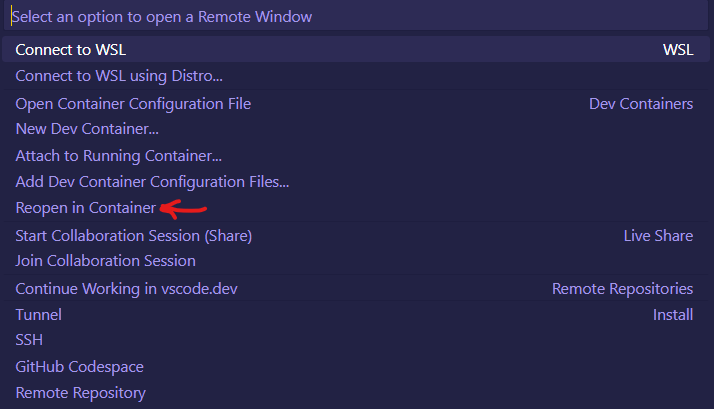 Select an option to open a Remote Window
Connect to WSL WSL
Connect to WSL using Distro...
Open Container Configuration File Dev Containers
New Dev Container...
Attach to Running Container...
Add Dev Container Configuration Files...
Reopen in Container
Start Collaboration Session (Share) Live Share
Join Collaboration Session
Continue Working in vscode.dev Remote Repositories
Tunnel Install
SSH
GitHub Codespace
Remote Repository